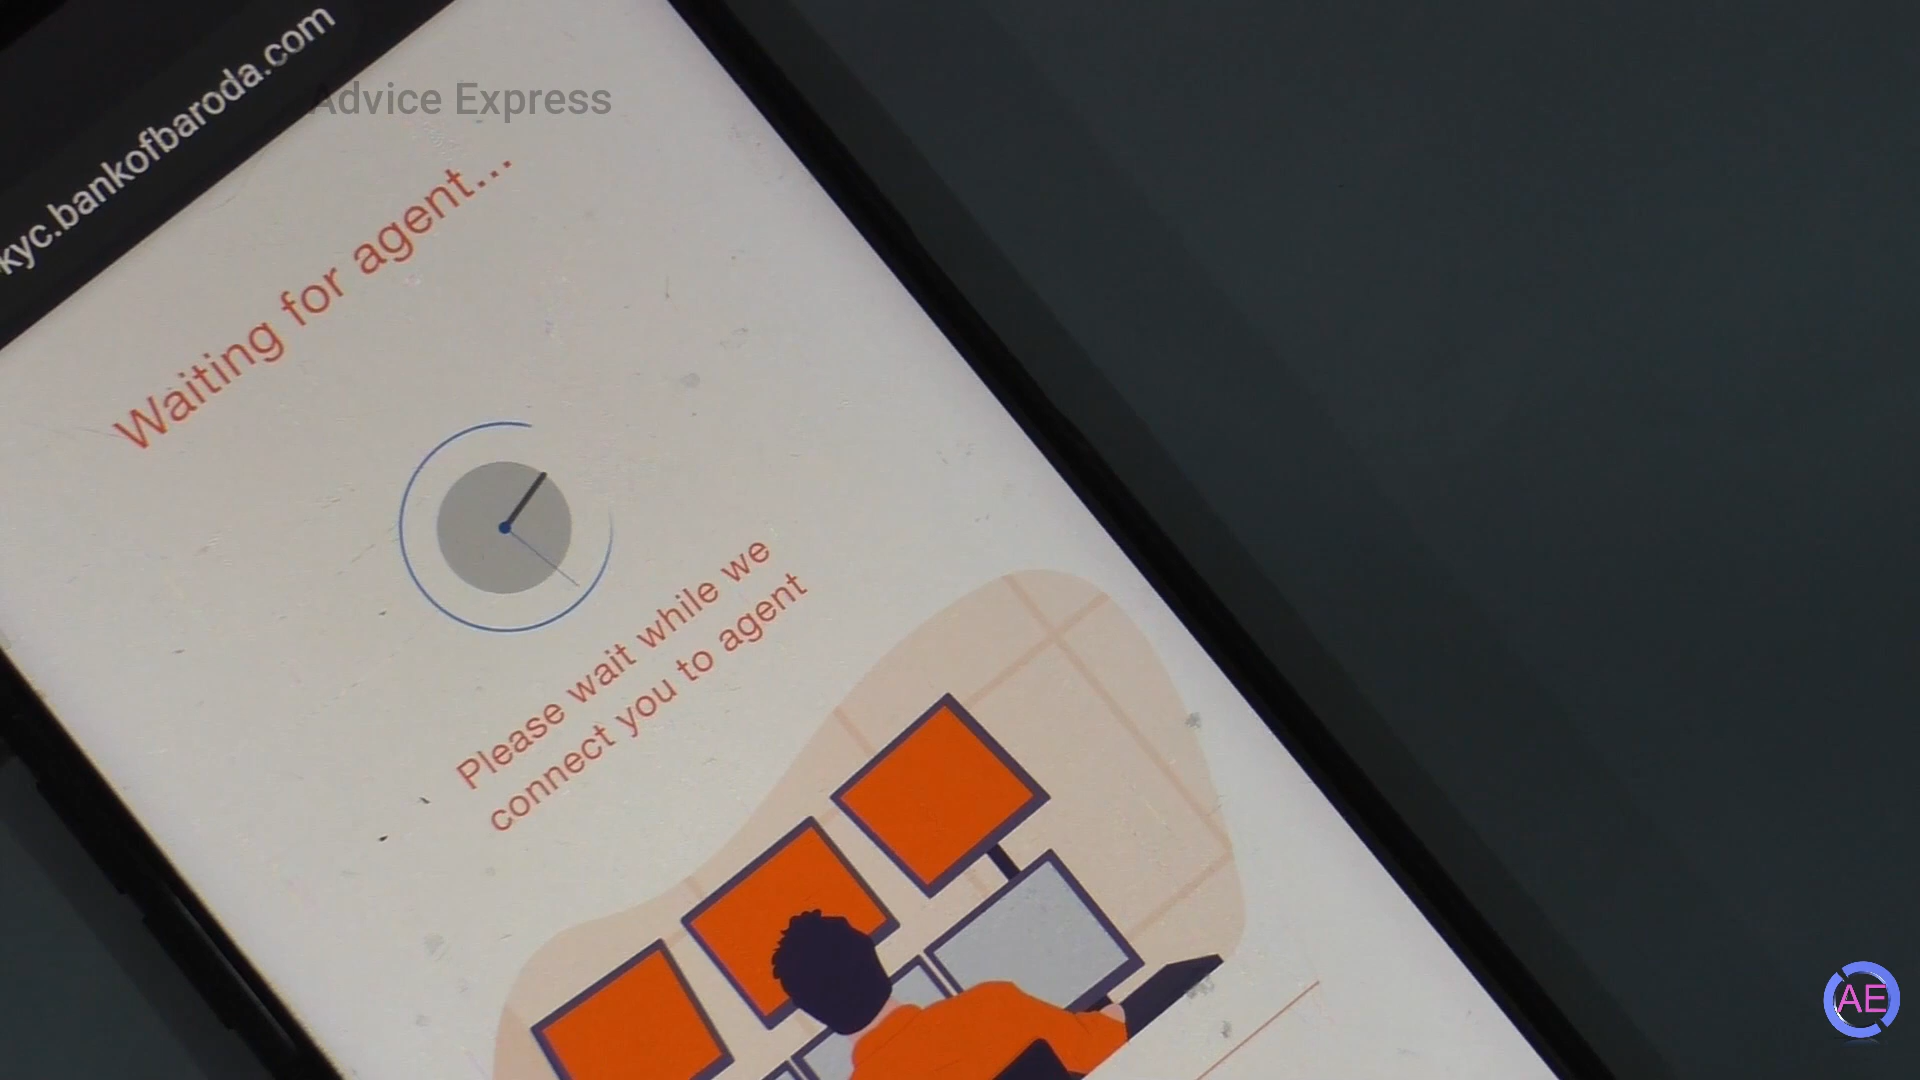 kyc.bankofbaroda.com
Advice Express
Waiting for agent...
Please wait while we
connect you to agent
AE